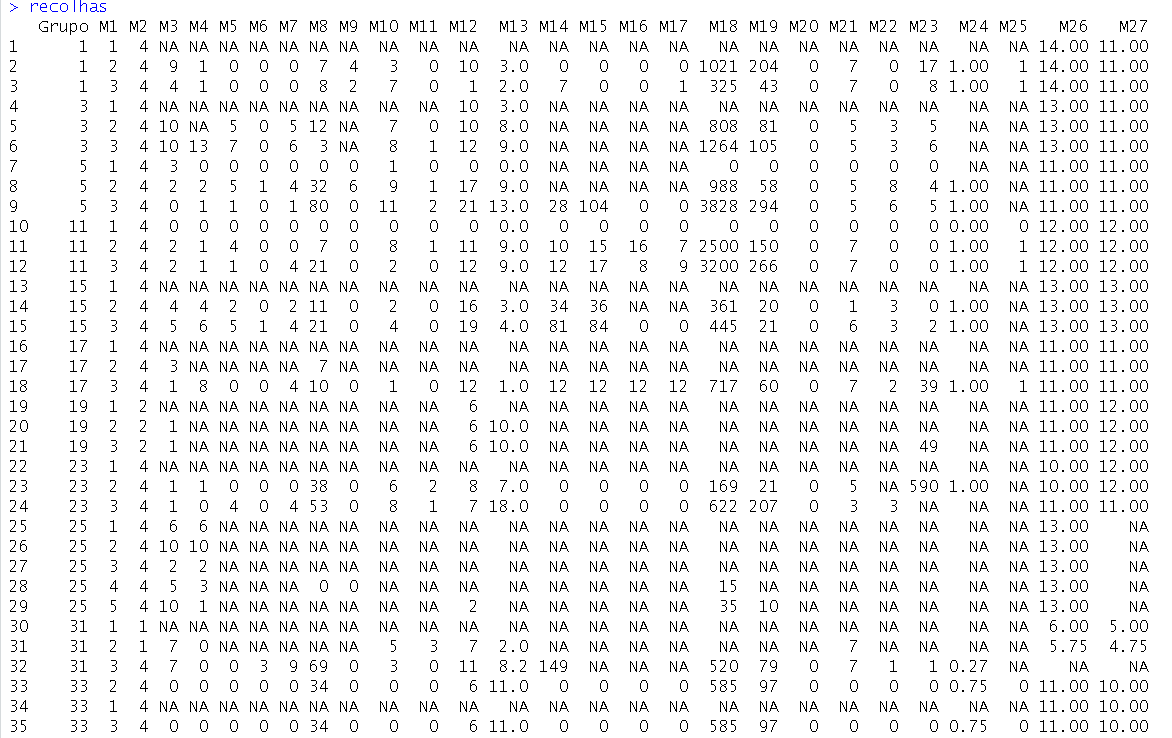 > recolhas
Grupo M1 M2 M3 M4 M5 M6 M7 M8 M9 M10 M11 M12 M13 M14 M15 M16 M17 M18 M19 M20 M21 M22 M23 M24 M25 M26 M27
1 1 1 4 NA NA NA NA NA NA NA NA NA NA NA NA NA NA NA NA NA NA NA NA NA NA NA 14.00 11.00
2 1 2 4 9 1 0 0 0 7 4 3 0 10 3.0 0 0 0 0 1021 204 0 7 0 17 1.00 1 14.00 11.00
3 1 3 4 4 1 0 0 0 8 2 7 0 1 2.0 7 0 0 1 325 43 0 7 0 8 1.00 1 14.00 11.00
4 3 1 4 NA NA NA NA NA NA NA NA NA 10 3.0 NA NA NA NA NA NA NA NA NA NA NA NA 13.00 11.00
5 3 2 4 10 NA 5 0 5 12 NA 7 0 10 8.0 NA NA NA NA 808 81 0 5 3 5 NA NA 13.00 11.00
6 3 3 4 10 13 7 0 6 3 NA 8 1 12 9.0 NA NA NA NA 1264 105 0 5 3 6 NA NA 13.00 11.00
7 5 1 4 3 0 0 0 0 0 0 1 0 0 0.0 NA NA NA NA 0 0 0 0 0 0 NA NA 11.00 11.00
8 5 2 4 2 2 5 1 4 32 6 9 1 17 9.0 NA NA NA NA 988 58 0 5 8 4 1.00 NA 11.00 11.00
9 5 3 4 0 1 1 0 1 80 0 11 2 21 13.0 28 104 0 0 3828 294 0 5 6 5 1.00 NA 11.00 11.00
10 11 1 4 0 0 0 0 0 0 0 0 0 0 0.0 0 0 0 0 0 0 0 0 0 0 0.00 0 12.00 12.00
11 11 2 4 2 1 4 0 0 7 0 8 1 11 9.0 10 15 16 7 2500 150 0 7 0 0 1.00 1 12.00 12.00
12 11 3 4 2 1 1 0 4 21 0 2 0 12 9.0 12 17 8 9 3200 266 0 7 0 0 1.00 1 12.00 12.00
13 15 1 4 NA NA NA NA NA NA NA NA NA NA NA NA NA NA NA NA NA NA NA NA NA NA NA 13.00 13.00
14 15 2 4 4 4 2 0 2 11 0 2 0 16 3.0 34 36 NA NA 361 20 0 1 3 0 1.00 NA 13.00 13.00
15 15 3 4 5 6 5 1 4 21 0 4 0 19 4.0 81 84 0 0 445 21 0 6 3 2 1.00 NA 13.00 13.00
16 17 1 4 NA NA NA NA NA NA NA NA NA NA NA NA NA NA NA NA NA NA NA NA NA NA NA 11.00 11.00
17 17 2 4 3 NA NA NA NA 7 NA NA NA NA NA NA NA NA NA NA NA NA NA NA NA NA NA 11.00 11.00
18 17 3 4 1 8 0 0 4 10 0 1 0 12 1.0 12 12 12 12 717 60 0 7 2 39 1.00 1 11.00 11.00
19 19 1 2 NA NA NA NA NA NA NA NA NA 6 NA NA NA NA NA NA NA NA NA NA NA NA NA 11.00 12.00
20 19 2 2 1 NA NA NA NA NA NA NA NA 6 10.0 NA NA NA NA NA NA NA NA NA NA NA NA 11.00 12.00
21 19 3 2 1 NA NA NA NA NA NA NA NA 6 10.0 NA NA NA NA NA NA NA NA NA 49 NA NA 11.00 12.00
22 23 1 4 NA NA NA NA NA NA NA NA NA NA NA NA NA NA NA NA NA NA NA NA NA NA NA 10.00 12.00
23 23 2 4 1 1 0 0 0 38 0 6 2 8 7.0 0 0 0 0 169 21 0 5 NA 590 1.00 NA 10.00 12.00
24 23 3 4 1 0 4 0 4 53 0 8 1 7 18.0 0 0 0 0 622 207 0 3 3 NA NA NA 11.00 11.00
25 25 1 4 6 6 NA NA NA NA NA NA NA NA NA NA NA NA NA NA NA NA NA NA NA NA NA 13.00 NA
26 25 2 4 10 10 NA NA NA NA NA NA NA NA NA NA NA NA NA NA NA NA NA NA NA NA NA 13.00 NA
27 25 3 4 2 2 NA NA NA NA NA NA NA NA NA NA NA NA NA NA NA NA NA NA NA NA NA 13.00 NA
28 25 4 4 5 3 NA NA NA 0 0 NA NA NA NA NA NA NA NA 15 NA NA NA NA NA NA NA 13.00 NA
29 25 5 4 10 1 NA NA NA NA NA NA NA 2 NA NA NA NA NA 35 10 NA NA NA NA NA NA 13.00 NA
30 31 1 1 NA NA NA NA NA NA NA NA NA NA NA NA NA NA NA NA NA NA NA NA NA NA NA 6.00 5.00
31 31 2 1 7 0 NA NA NA NA NA 5 3 7 2.0 NA NA NA NA NA NA NA 7 NA NA NA NA 5.75 4.75
32 31 3 4 7 0 0 3 9 69 0 3 0 11 8.2 149 NA NA NA 520 79 0 7 1 1 0.27 NA NA NA
33 33 2 4 0 0 0 0 0 34 0 0 0 6 11.0 0 0 0 0 585 97 0 0 0 0 0.75 0 11.00 10.00
34 33 1 4 NA NA NA NA NA NA NA NA NA NA NA NA NA NA NA NA NA NA NA NA NA NA NA 11.00 10.00
35 33 3 4 0 0 0 0 0 34 0 0 0 6 11.0 0 0 0 0 585 97 0 0 0 0 0.75 0 11.00 10.00